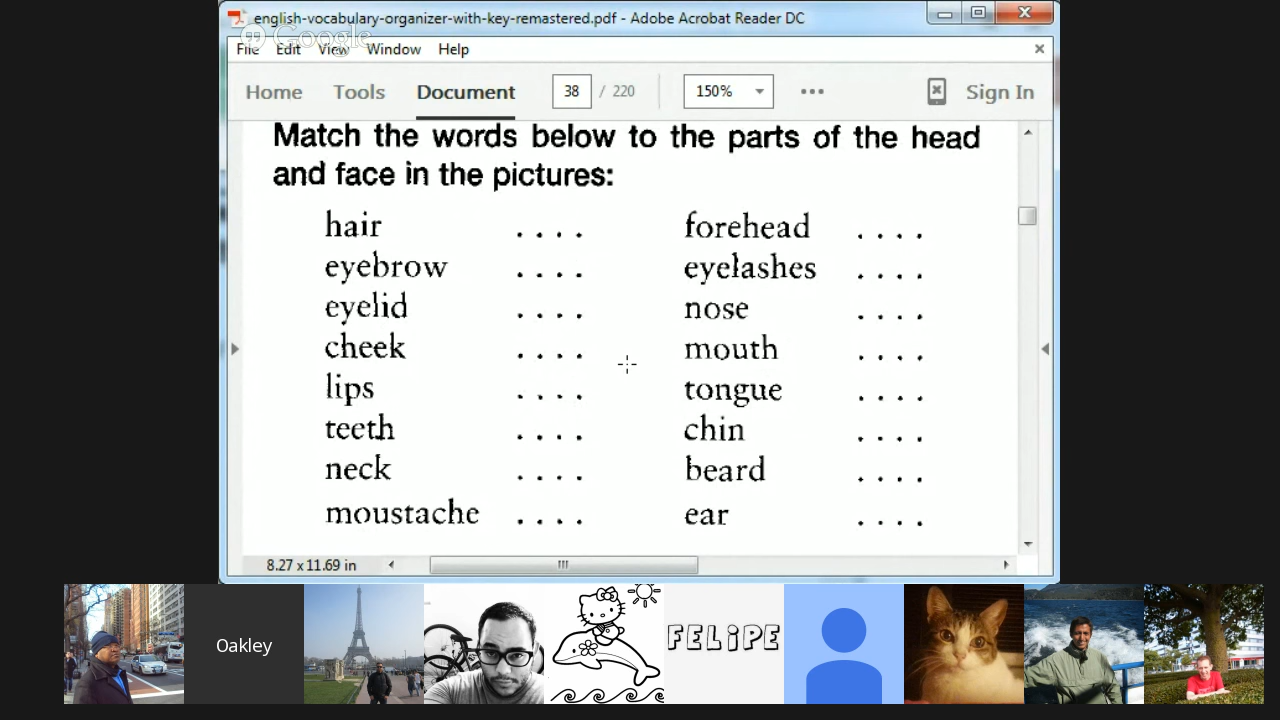 english-vocabulary-organizer-with-key-remastered.pdf - Adobe Acrobat Reader DC
Google
File Edit View Window Help
Home Tools Document 38 / 220 150% Sign In
Match the words below to the parts of the head
and face in the pictures:
hair .... forehead ....
eyebrow .... eyelashes ....
eyelid .... nose ....
cheek .... mouth ....
lips .... tongue ....
teeth .... chin ....
neck .... beard ....
moustache .... ear ....
8.27 x 11.69 in
Oakley
FELIPE